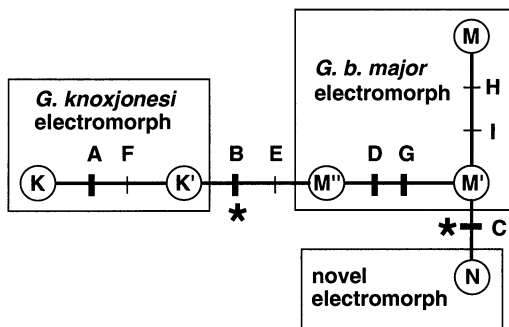 M
G. b. major
electromorph
H
G. knoxjonesi
electromorph
I
A F B E D G
K K' M" M'
* * C
N
novel
electromorph